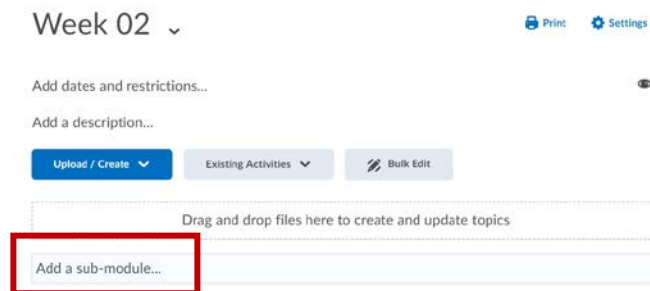 Week 02
Print Settings
Add dates and restrictions...
Add a description...
Upload / Create Existing Activities Bulk Edit
Drag and drop files here to create and update topics
Add a sub-module...